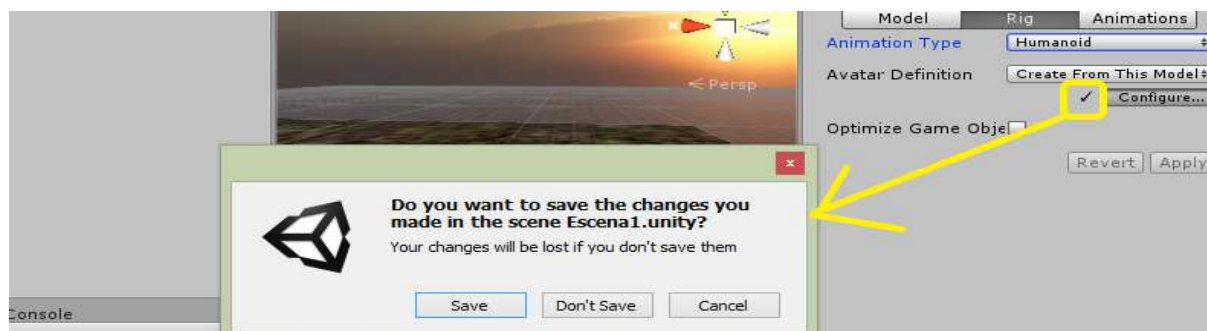 Model Rig Animations
Animation Type Humanoid
Avatar Definition Create From This Model
Configure...
Optimize Game Obje
Revert Apply
Persp
x
Do you want to save the changes you
made in the scene Escena1.unity?
Your changes will be lost if you don't save them
Save Don't Save Cancel
Console